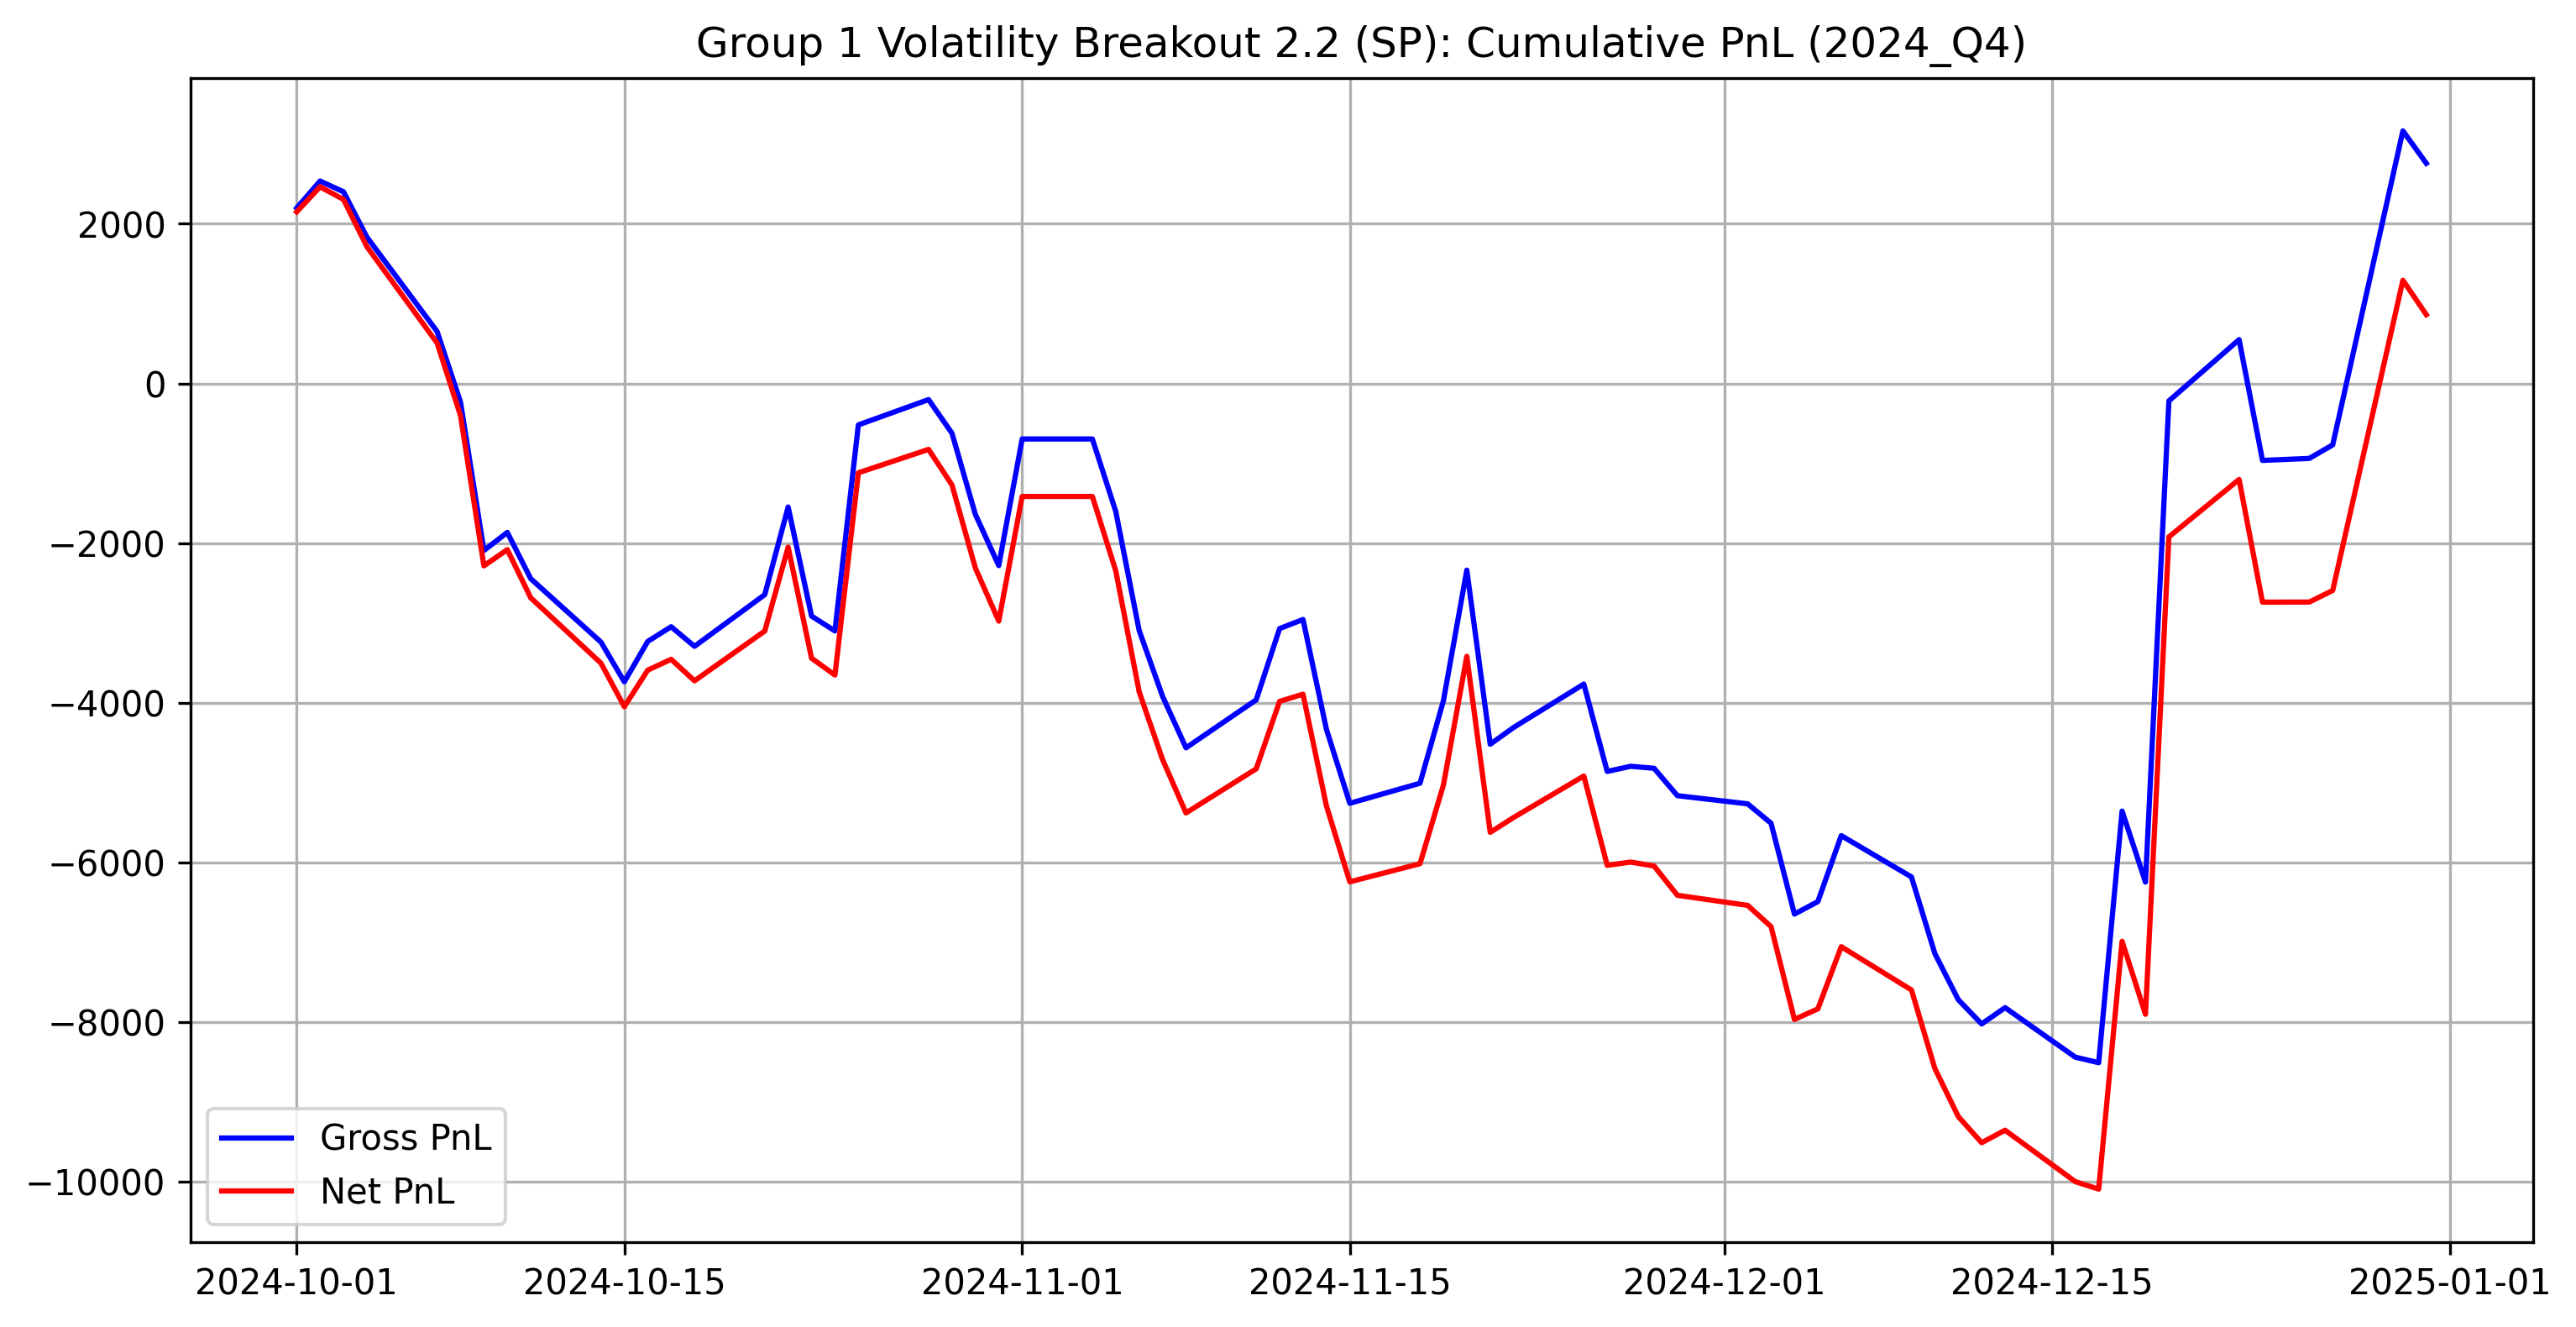 Group 1 Volatility Breakout 2.2 (SP): Cumulative PnL (2024_Q4)
2000
0
−2000
−4000
−6000
−8000
−10000
Gross PnL
Net PnL
2024-10-01 2024-10-15 2024-11-01 2024-11-15 2024-12-01 2024-12-15 2025-01-01